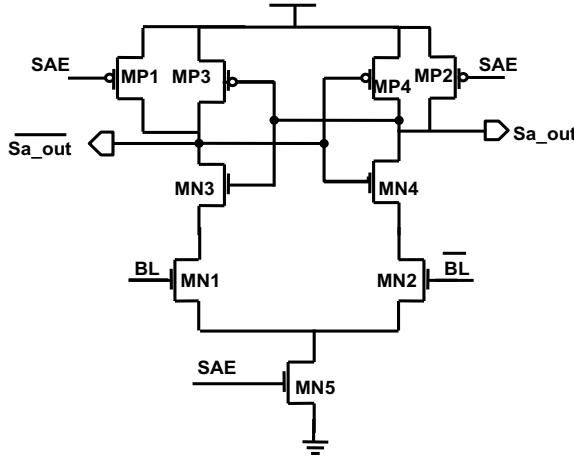 SAE
MP1
MP3
MP4
MP2
SAE
Sa_out
Sa_out
MN3
MN4
BL
MN1
MN2
BL
SAE
MN5